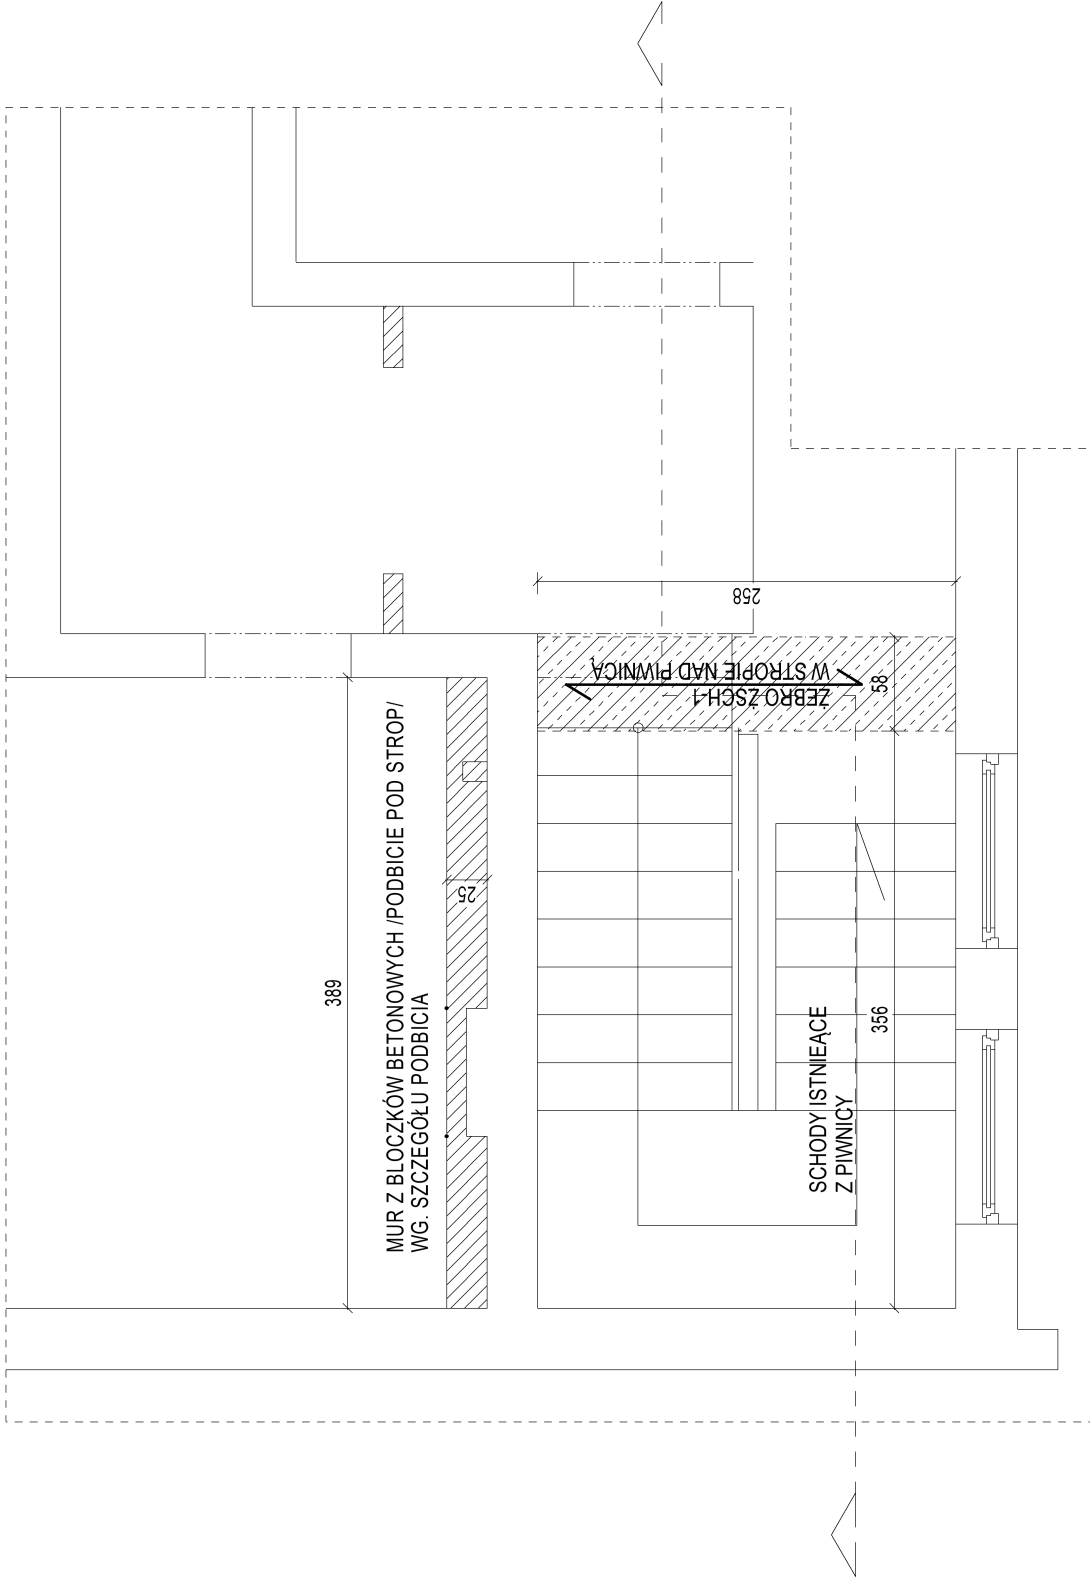 MUR Z BLOCZKÓW BETONOWYCH /PODBICIE POD STROP/
WG. SZCZEGÓŁU PODBICIA
389
25
258
58
356
ŻEBRO ŻSCH-1
W STROPIE NAD PIWNICĄ
SCHODY ISTNIEĄCE
Z PIWNICY